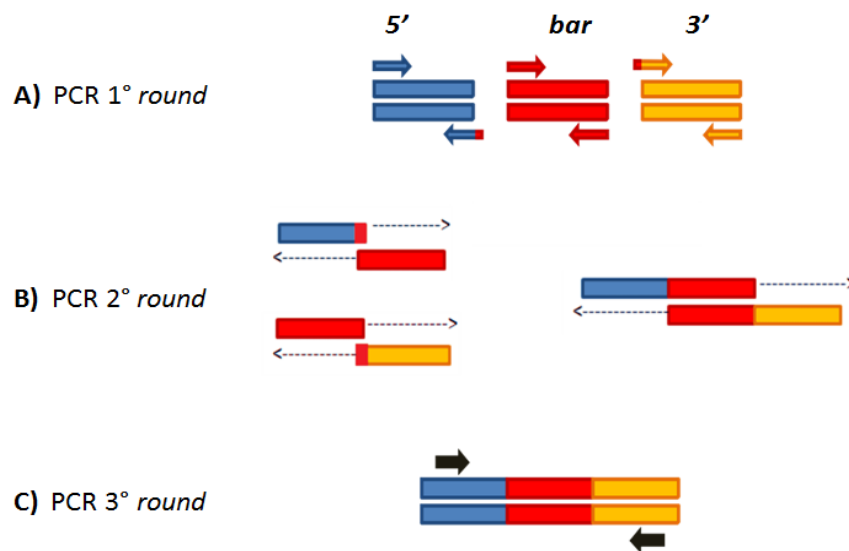 5’ bar 3’
A) PCR 1° round
B) PCR 2° round
C) PCR 3° round